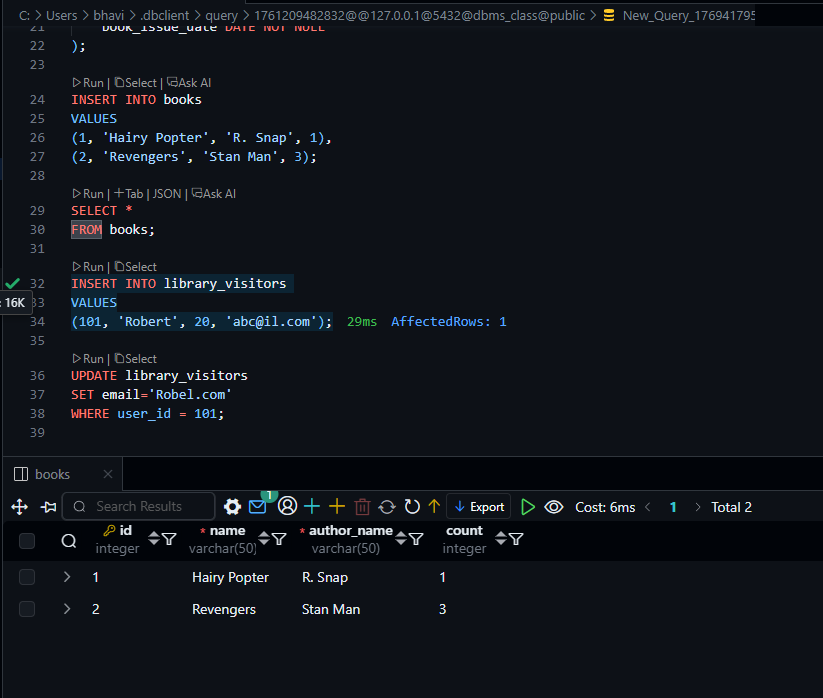 C: > Users > bhavi > .dbclient > query > 1761209482832@@127.0.0.1@5432@dbms_class@public > New_Query_176941795
21 book_issue_date DATE NOT NULL
22 );
23
Run | Select | Ask AI
24 INSERT INTO books
25 VALUES
26 (1, 'Hairy Popter', 'R. Snap', 1),
27 (2, 'Revengers', 'Stan Man', 3);
28
Run | Tab | JSON | Ask AI
29 SELECT *
30 FROM books;
31
Run | Select
32 INSERT INTO library_visitors
: 16K 33 VALUES
34 (101, 'Robert', 20, 'abc@il.com'); 29ms AffectedRows: 1
35
Run | Select
36 UPDATE library_visitors
37 SET email='Robel.com'
38 WHERE user_id = 101;
39
books
1
Search Results Export Cost: 6ms < 1 > Total 2
id * name * author_name count
integer varchar(50) varchar(50) integer
1 Hairy Popter R. Snap 1
2 Revengers Stan Man 3